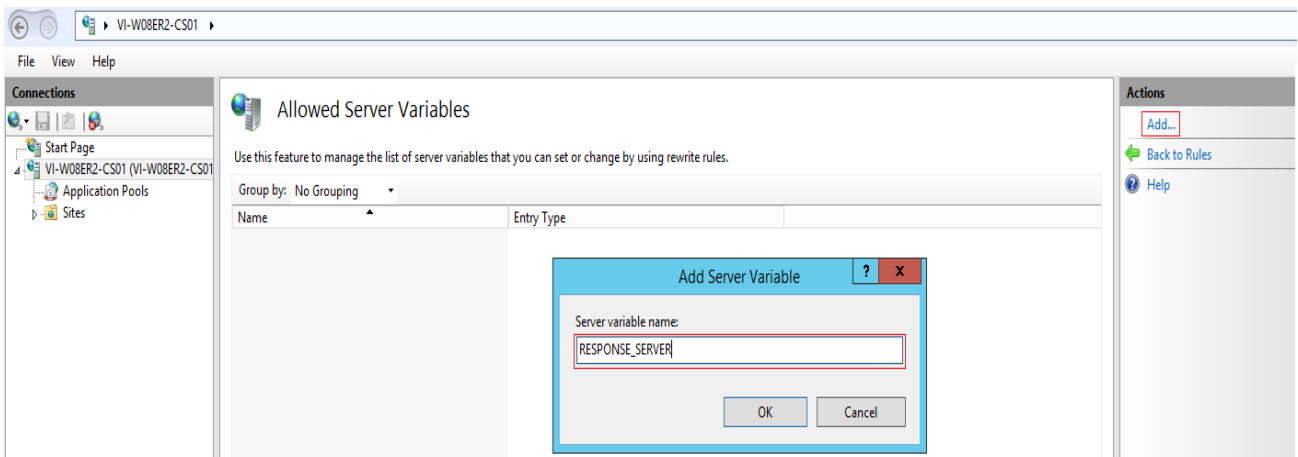 VI-W08ER2-CS01
File View Help
Connections
Start Page
VI-W08ER2-CS01 (VI-W08ER2-CS01
Application Pools
Sites
Allowed Server Variables
Use this feature to manage the list of server variables that you can set or change by using rewrite rules.
Group by: No Grouping
Name Entry Type
Add Server Variable
? X
Server variable name:
RESPONSE_SERVER
OK Cancel
Actions
Add...
Back to Rules
Help